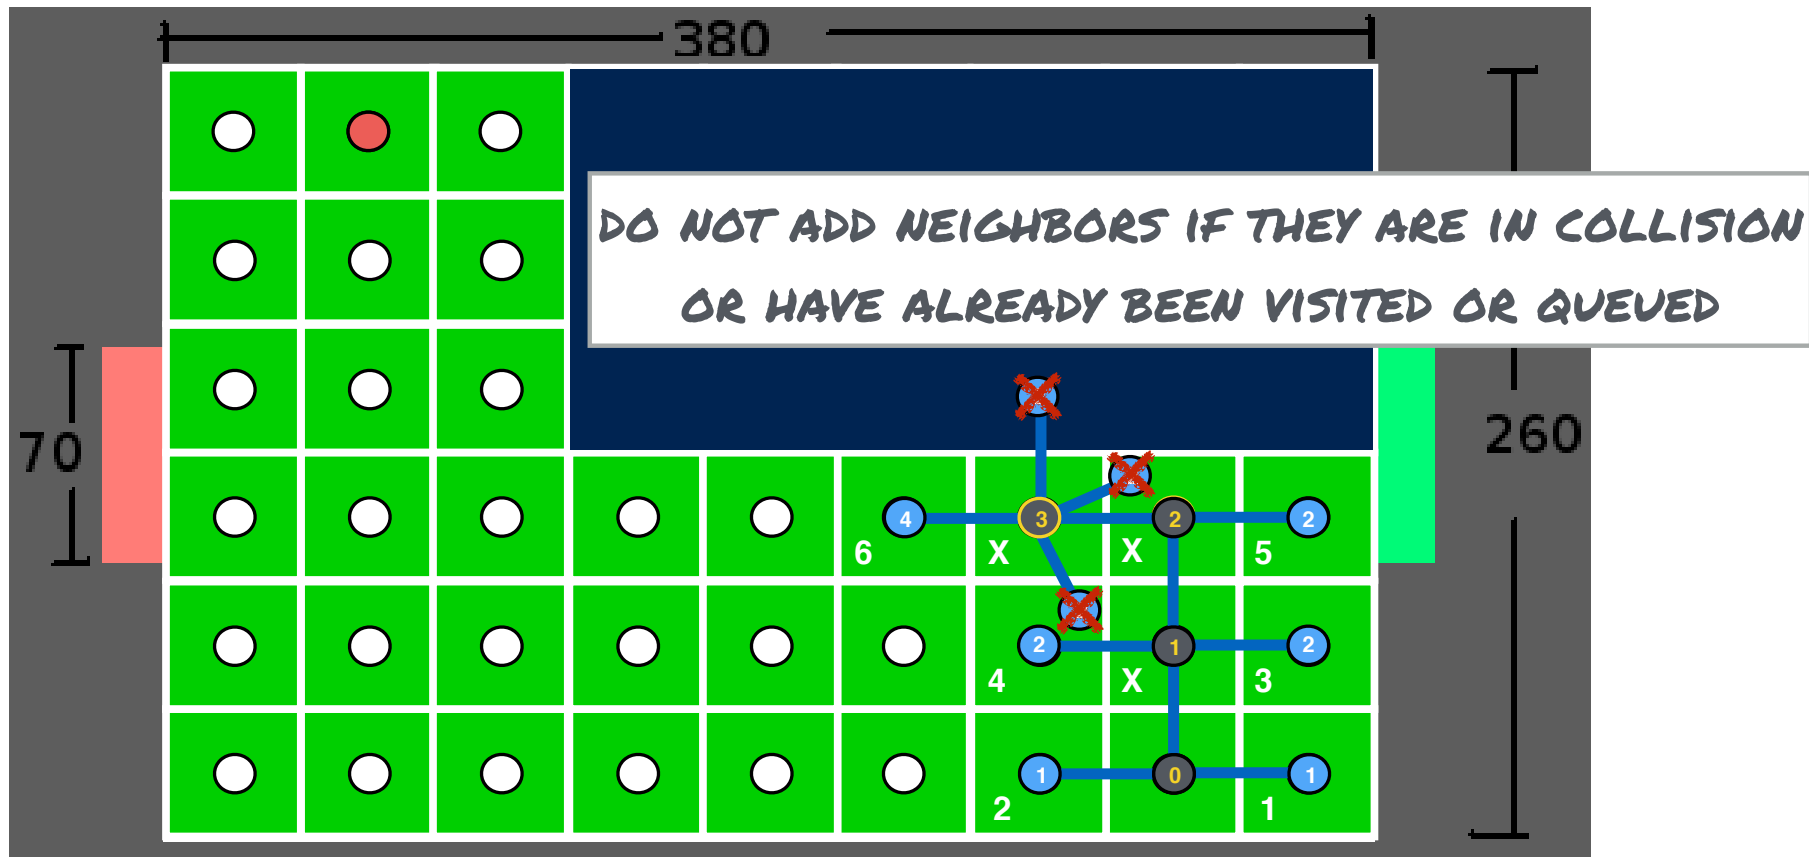 380
DO NOT ADD NEIGHBORS IF THEY ARE IN COLLISION
OR HAVE ALREADY BEEN VISITED OR QUEUED
70
260
4 3 2 2
6 X X 5
2 1 2
4 X 3
1 0 1
2 1